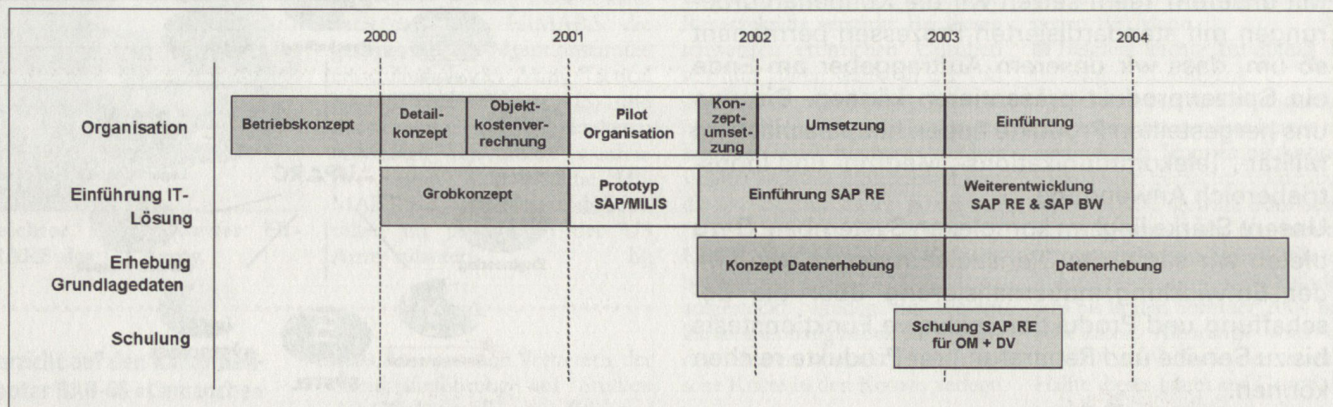 2000 2001 2002 2003 2004
Organisation
Betriebskonzept
Detail-
konzept
Objekt-
kostenver-
rechnung
Pilot
Organisation
Kon-
zept-
umset-
zung
Umsetzung
Einführung
Einführung IT-
Lösung
Grobkonzept
Prototyp
SAP/MILIS
Einführung SAP RE
Weiterentwicklung
SAP RE & SAP BW
Erhebung
Grundlagedaten
Konzept Datenerhebung
Datenerhebung
Schulung
Schulung SAP RE
für OM + DV